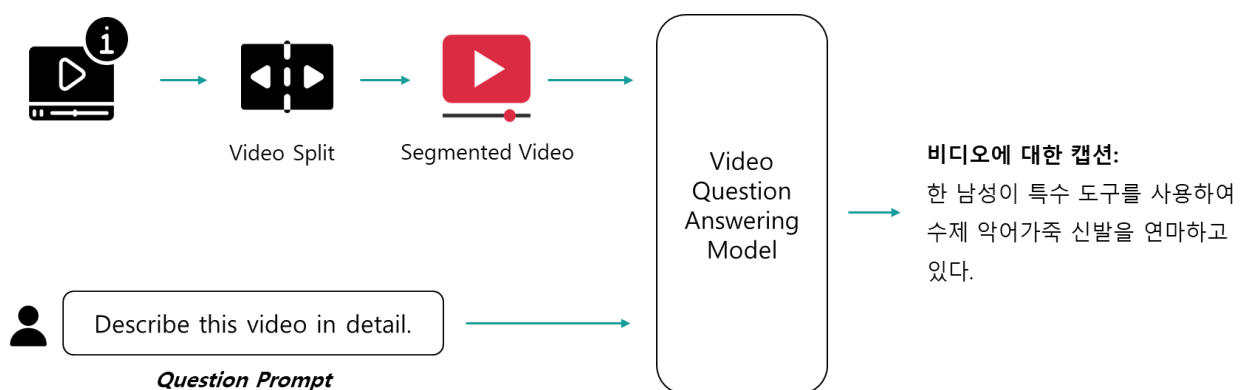 Video Split
Segmented Video
Video
Question
Answering
Model
비디오에 대한 캡션:
한 남성이 특수 도구를 사용하여
수제 악어가죽 신발을 연마하고
있다.
Describe this video in detail.
Question Prompt